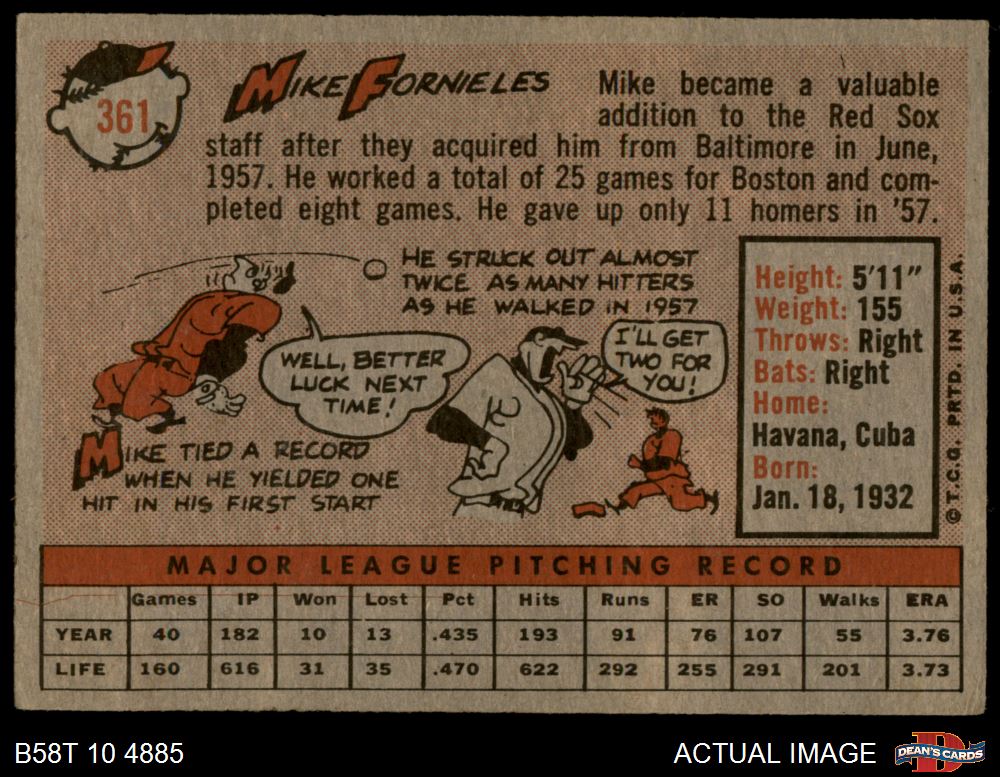 361
MIKE FORNIELES
Mike became a valuable
addition to the Red Sox
staff after they acquired him from Baltimore in June,
1957. He worked a total of 25 games for Boston and com-
pleted eight games. He gave up only 11 homers in '57.
HE STRUCK OUT ALMOST
TWICE AS MANY HITTERS
AS HE WALKED IN 1957
WELL, BETTER
LUCK NEXT
TIME!
I'LL GET
TWO FOR
YOU!
MIKE TIED A RECORD
WHEN HE YIELDED ONE
HIT IN HIS FIRST START
Height: 5'11"
Weight: 155
Throws: Right
Bats: Right
Home:
Havana, Cuba
Born:
Jan. 18, 1932
© T.C.G. PRTD. IN U.S.A.
MAJOR LEAGUE PITCHING RECORD
Games IP Won Lost Pct Hits Runs ER SO Walks ERA
YEAR 40 182 10 13 .435 193 91 76 107 55 3.76
LIFE 160 616 31 35 .470 622 292 255 291 201 3.73
B58T 10 4885
ACTUAL IMAGE
D
DEAN'S CARDS